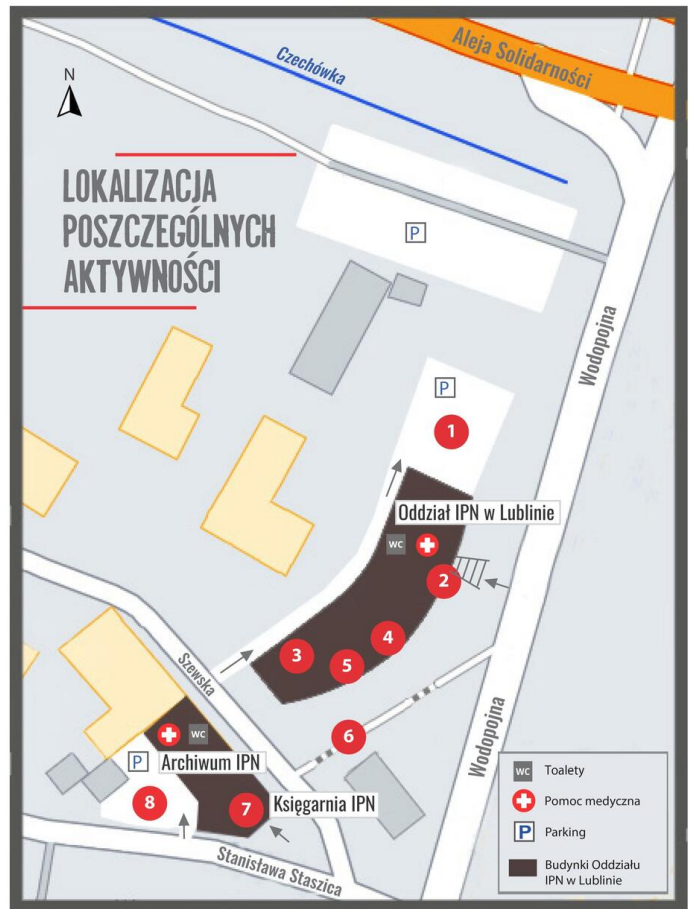 Aleja Solidarności
Czechówka
N
LOKALIZACJA
POSZCZEGÓLNYCH
AKTYWNOŚCI
P
Wodopojna
P
1
Oddział IPN w Lublinie
WC
2
4
3
5
Szewska
6
WC
P
Archiwum IPN
Wodopojna
8
7
Księgarnia IPN
Stanisława Staszica
WC Toalety
Pomoc medyczna
P Parking
Budynki Oddziału
IPN w Lublinie